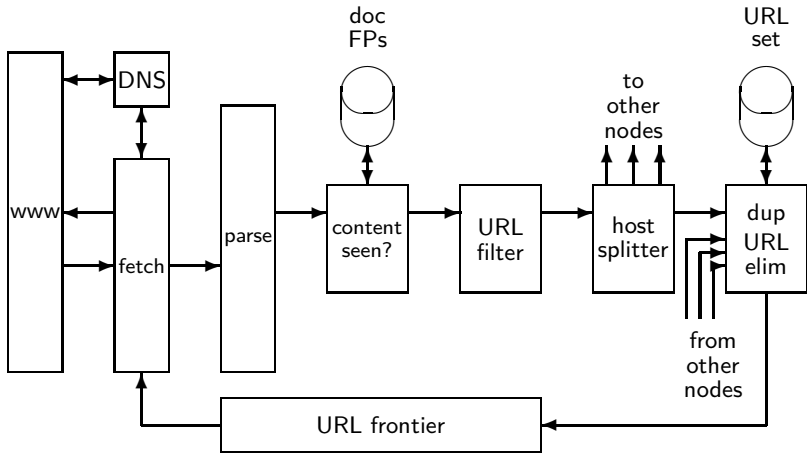 doc
FPs
URL
set
DNS
to
other
nodes
www
fetch
parse
content
seen?
URL
filter
host
splitter
dup
URL
elim
from
other
nodes
URL frontier